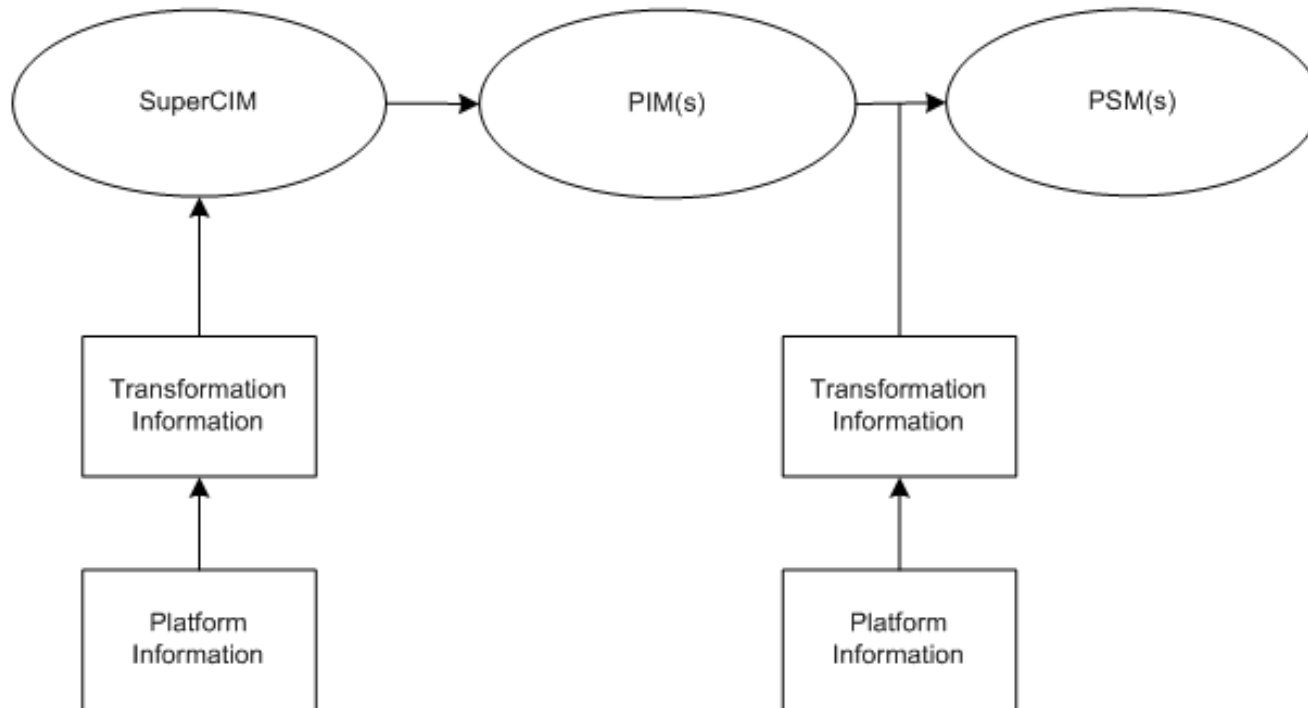 SuperCIM
PIM(s)
PSM(s)
Transformation
Information
Transformation
Information
Platform
Information
Platform
Information